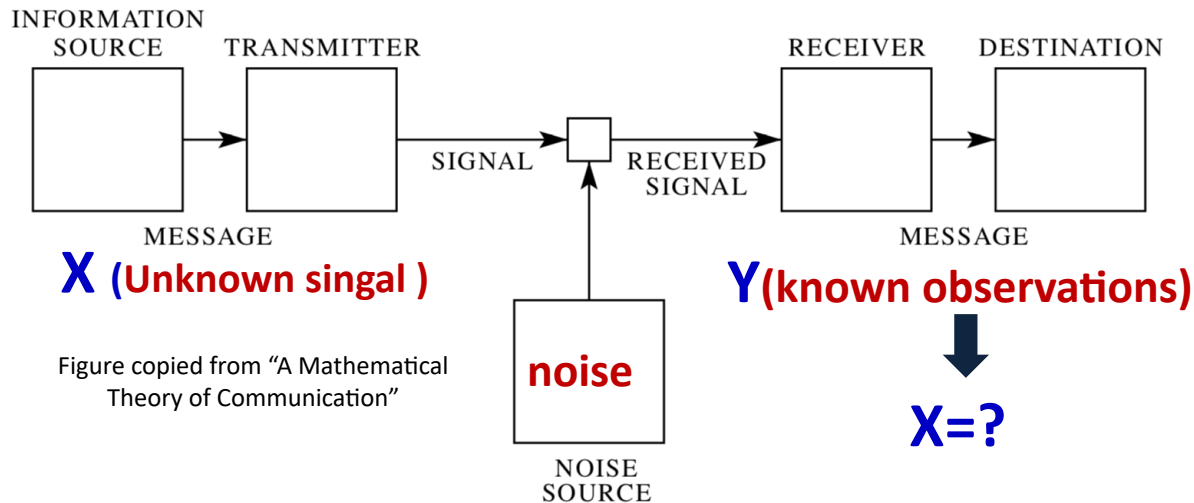 INFORMATION
SOURCE
TRANSMITTER
RECEIVER
DESTINATION
SIGNAL
RECEIVED
SIGNAL
MESSAGE
MESSAGE
X (Unknown singal )
Y(known observations)
Figure copied from “A Mathematical
Theory of Communication”
noise
X=?
NOISE
SOURCE